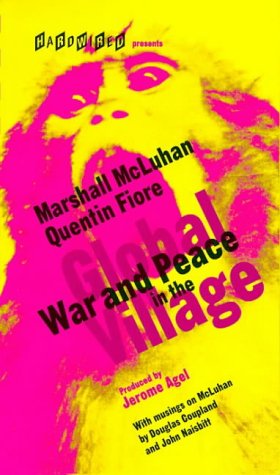 HARDWIRED presents
Marshall McLuhan
Quentin Fiore
War and Peace
in the
Global
Village
Produced by
Jerome Agel
With musings on McLuhan
by Douglas Coupland
and John Naisbitt